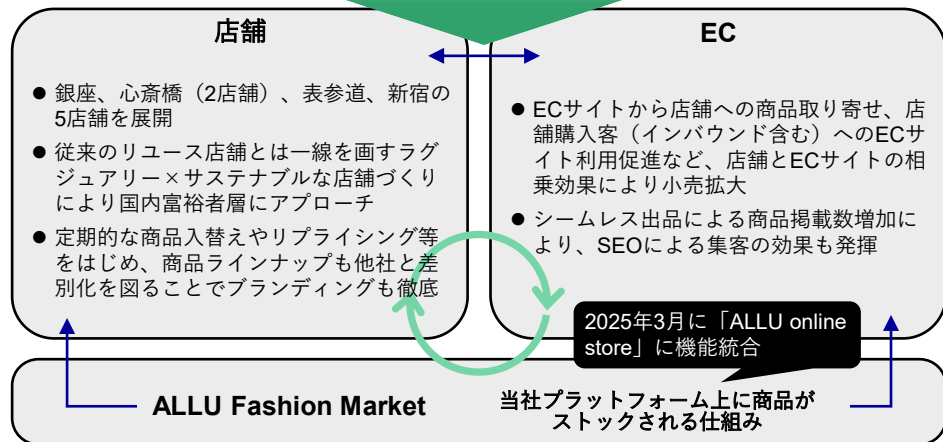 店舗
● 銀座、心斎橋（2店舗）、表参道、新宿の
5店舗を展開
● 従来のリユース店舗とは一線を画すラグ
ジュアリー×サステナブルな店舗づくり
により国内富裕者層にアプローチ
● 定期的な商品入替えやリプライシング等
をはじめ、商品ラインナップも他社と差
別化を図ることでブランディングも徹底
EC
● ECサイトから店舗への商品取り寄せ、店
舗購入客（インバウンド含む）へのECサ
イト利用促進など、店舗とECサイトの相
乗効果により小売拡大
● シームレス出品による商品掲載数増加に
より、SEOによる集客の効果も発揮
2025年3月に「ALLU online
store」に機能統合
ALLU Fashion Market
当社プラットフォーム上に商品が
ストックされる仕組み